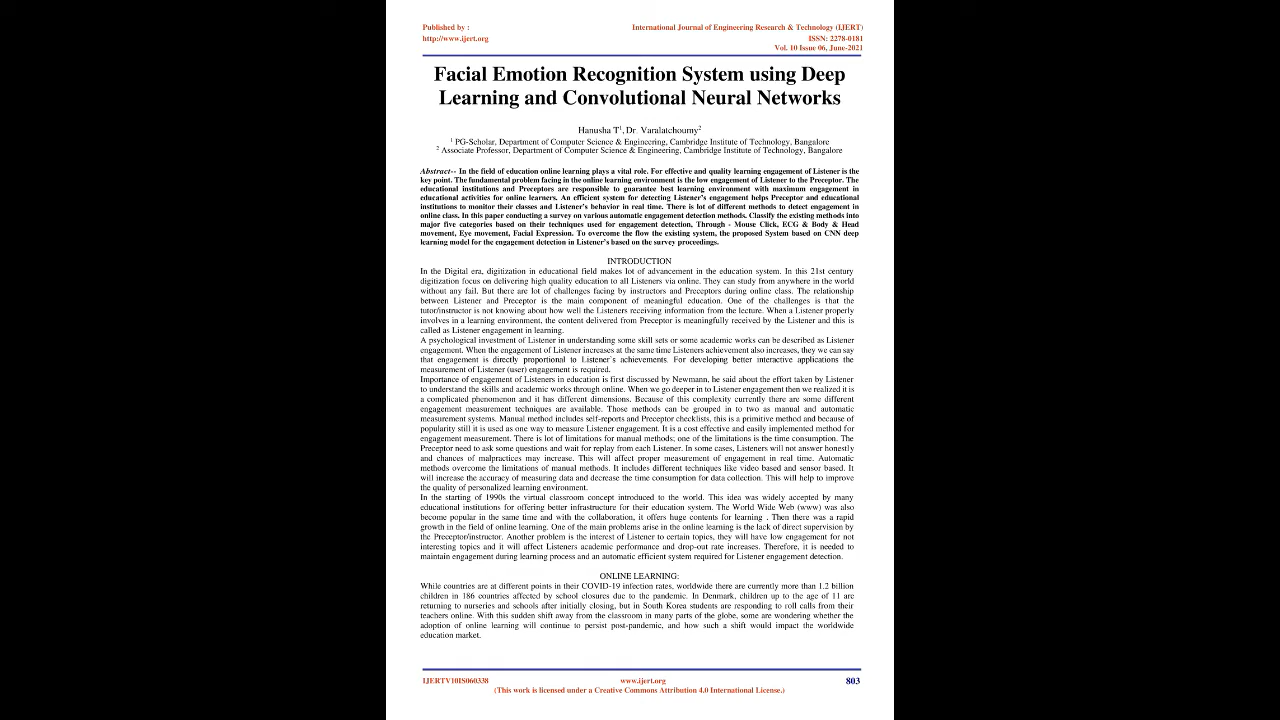 Published by :
International Journal of Engineering Research & Technology (IJERT)
http://www.ijert.org
ISSN: 2278-0181
Vol. 10 Issue 06, June-2021
Facial Emotion Recognition System using Deep
Learning and Convolutional Neural Networks
Hanusha T1, Dr. Varalatchoumy2
1 PG-Scholar, Department of Computer Science & Engineering, Cambridge Institute of Technology, Bangalore
2 Associate Professor, Department of Computer Science & Engineering, Cambridge Institute of Technology, Bangalore
Abstract-- In the field of education online learning plays a vital role. For effective and quality learning engagement of Listener is the
key point. The fundamental problem facing in the online learning environment is the low engagement of Listener to the Preceptor. The
educational institutions and Preceptors are responsible to guarantee best learning environment with maximum engagement in
educational activities for online learners. An efficient system for detecting Listener's engagement helps Preceptor and educational
institutions to monitor their classes and Listener's behavior in real time. There is lot of different methods to detect engagement in
online class. In this paper conducting a survey on various automatic engagement detection methods. Classify the existing methods into
major five categories based on their techniques used for engagement detection, Through - Mouse Click, ECG & Body & Head
movement, Eye movement, Facial Expression. To overcome the flow the existing system, the proposed System based on CNN deep
learning model for the engagement detection in Listener's based on the survey proceedings.
INTRODUCTION
In the Digital era, digitization in educational field makes lot of advancement in the education system. In this 21st century
digitization focus on delivering high quality education to all Listeners via online. They can study from anywhere in the world
without any fail. But there are lot of challenges facing by instructors and Preceptors during online class. The relationship
between Listener and Preceptor is the main component of meaningful education. One of the challenges is that the
tutor/instructor is not knowing about how well the Listeners receiving information from the lecture. When a Listener properly
involves in a learning environment, the content delivered from Preceptor is meaningfully received by the Listener and this is
called as Listener engagement in learning.
A psychological investment of Listener in understanding some skill sets or some academic works can be described as Listener
engagement. When the engagement of Listener increases at the same time Listeners achievement also increases, they we can say
that engagement is directly proportional to Listener's achievements. For developing better interactive applications the
measurement of Listener (user) engagement is required.
Importance of engagement of Listeners in education is first discussed by Newmann, he said about the effort taken by Listener
to understand the skills and academic works through online. When we go deeper in to Listener engagement then we realized it is
a complicated phenomenon and it has different dimensions. Because of this complexity currently there are some different
engagement measurement techniques are available. Those methods can be grouped in to two as manual and automatic
measurement systems. Manual method includes self-reports and Preceptor checklists, this is a primitive method and because of
popularity still it is used as one way to measure Listener engagement. It is a cost effective and easily implemented method for
engagement measurement. There is lot of limitations for manual methods; one of the limitations is the time consumption. The
Preceptor need to ask some questions and wait for replay from each Listener. In some cases, Listeners will not answer honestly
and chances of malpractices may increase. This will affect proper measurement of engagement in real time. Automatic
methods overcome the limitations of manual methods. It includes different techniques like video based and sensor based. It
will increase the accuracy of measuring data and decrease the time consumption for data collection. This will help to improve
the quality of personalized learning environment.
In the starting of 1990s the virtual classroom concept introduced to the world. This idea was widely accepted by many
educational institutions for offering better infrastructure for their education system. The World Wide Web (www) was also
become popular in the same time and with the collaboration, it offers huge contents for learning . Then there was a rapid
growth in the field of online learning. One of the main problems arise in the online learning is the lack of direct supervision by
the Preceptor/instructor. Another problem is the interest of Listener to certain topics, they will have low engagement for not
interesting topics and it will affect Listeners academic performance and drop-out rate increases. Therefore, it is needed to
maintain engagement during learning process and an automatic efficient system required for Listener engagement detection.
ONLINE LEARNING:
While countries are at different points in their COVID-19 infection rates, worldwide there are currently more than 1.2 billion
children in 186 countries affected by school closures due to the pandemic. In Denmark, children up to the age of 11 are
returning to nurseries and schools after initially closing, but in South Korea students are responding to roll calls from their
teachers online. With this sudden shift away from the classroom in many parts of the globe, some are wondering whether the
adoption of online learning will continue to persist post-pandemic, and how such a shift would impact the worldwide
education market.
IJERTV10IS060338
www.ijert.org
803
(This work is licensed under a Creative Commons Attribution 4.0 International License.)